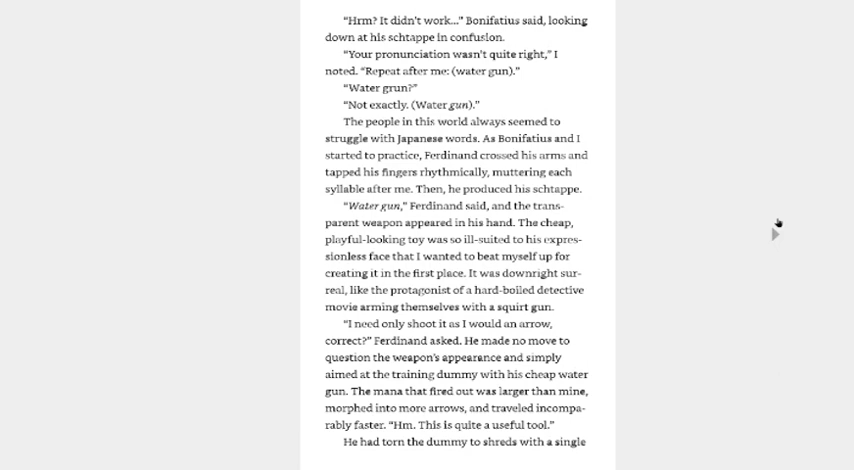 “Hrm? It didn't work...” Bonifatius said, looking
down at his schtappe in confusion.
“Your pronunciation wasn't quite right,” I
noted. “Repeat after me: (water gun).”
“Water grun?”
“Not exactly. (Water gun).”
The people in this world always seemed to
struggle with Japanese words. As Bonifatius and I
started to practice, Ferdinand crossed his arms and
tapped his fingers rhythmically, muttering each
syllable after me. Then, he produced his schtappe.
“Water gun,” Ferdinand said, and the trans-
parent weapon appeared in his hand. The cheap,
playful-looking toy was so ill-suited to his expres-
sionless face that I wanted to beat myself up for
creating it in the first place. It was downright sur-
real, like the protagonist of a hard-boiled detective
movie arming themselves with a squirt gun.
“I need only shoot it as I would an arrow,
correct?” Ferdinand asked. He made no move to
question the weapon's appearance and simply
aimed at the training dummy with his cheap water
gun. The mana that fired out was larger than mine,
morphed into more arrows, and traveled incompa-
rably faster. “Hm. This is quite a useful tool.”
He had torn the dummy to shreds with a single